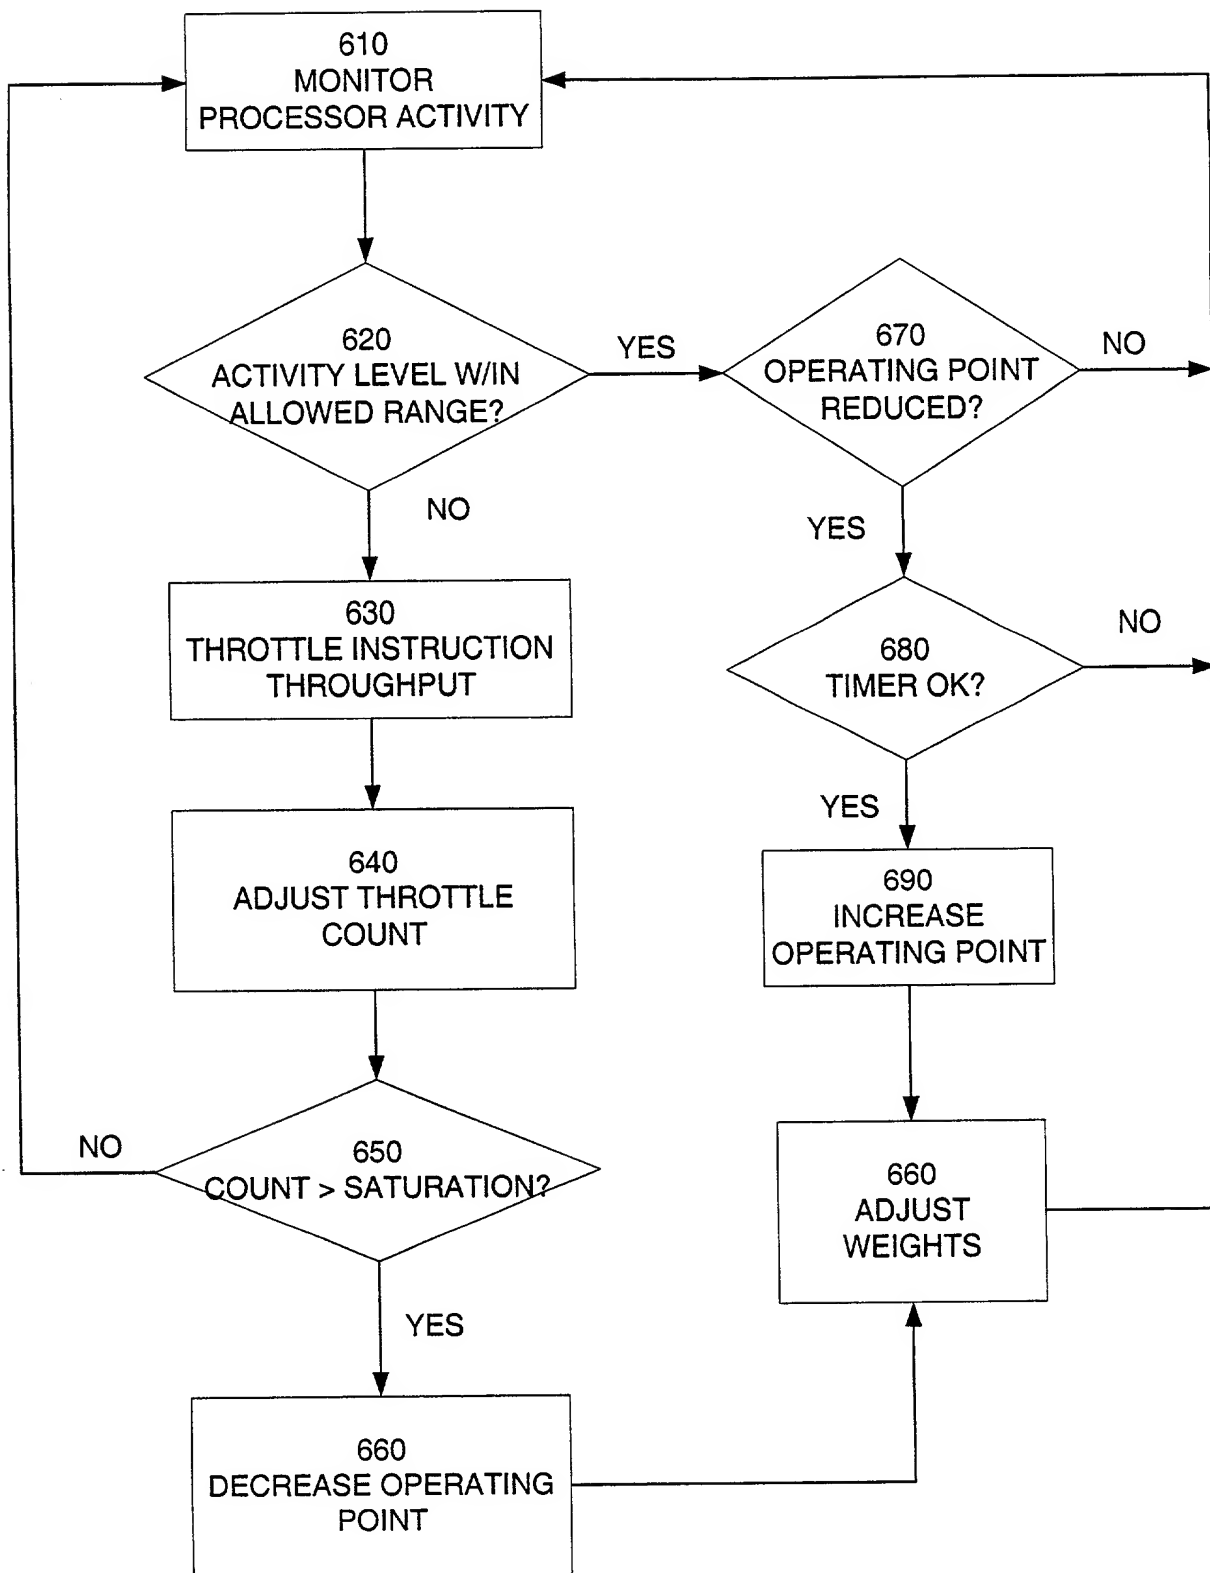 610
MONITOR
PROCESSOR ACTIVITY
620
ACTIVITY LEVEL W/IN
ALLOWED RANGE?
YES
NO
670
OPERATING POINT
REDUCED?
NO
YES
630
THROTTLE INSTRUCTION
THROUGHPUT
680
TIMER OK?
NO
YES
640
ADJUST THROTTLE
COUNT
690
INCREASE
OPERATING POINT
650
COUNT > SATURATION?
NO
YES
660
ADJUST
WEIGHTS
660
DECREASE OPERATING
POINT